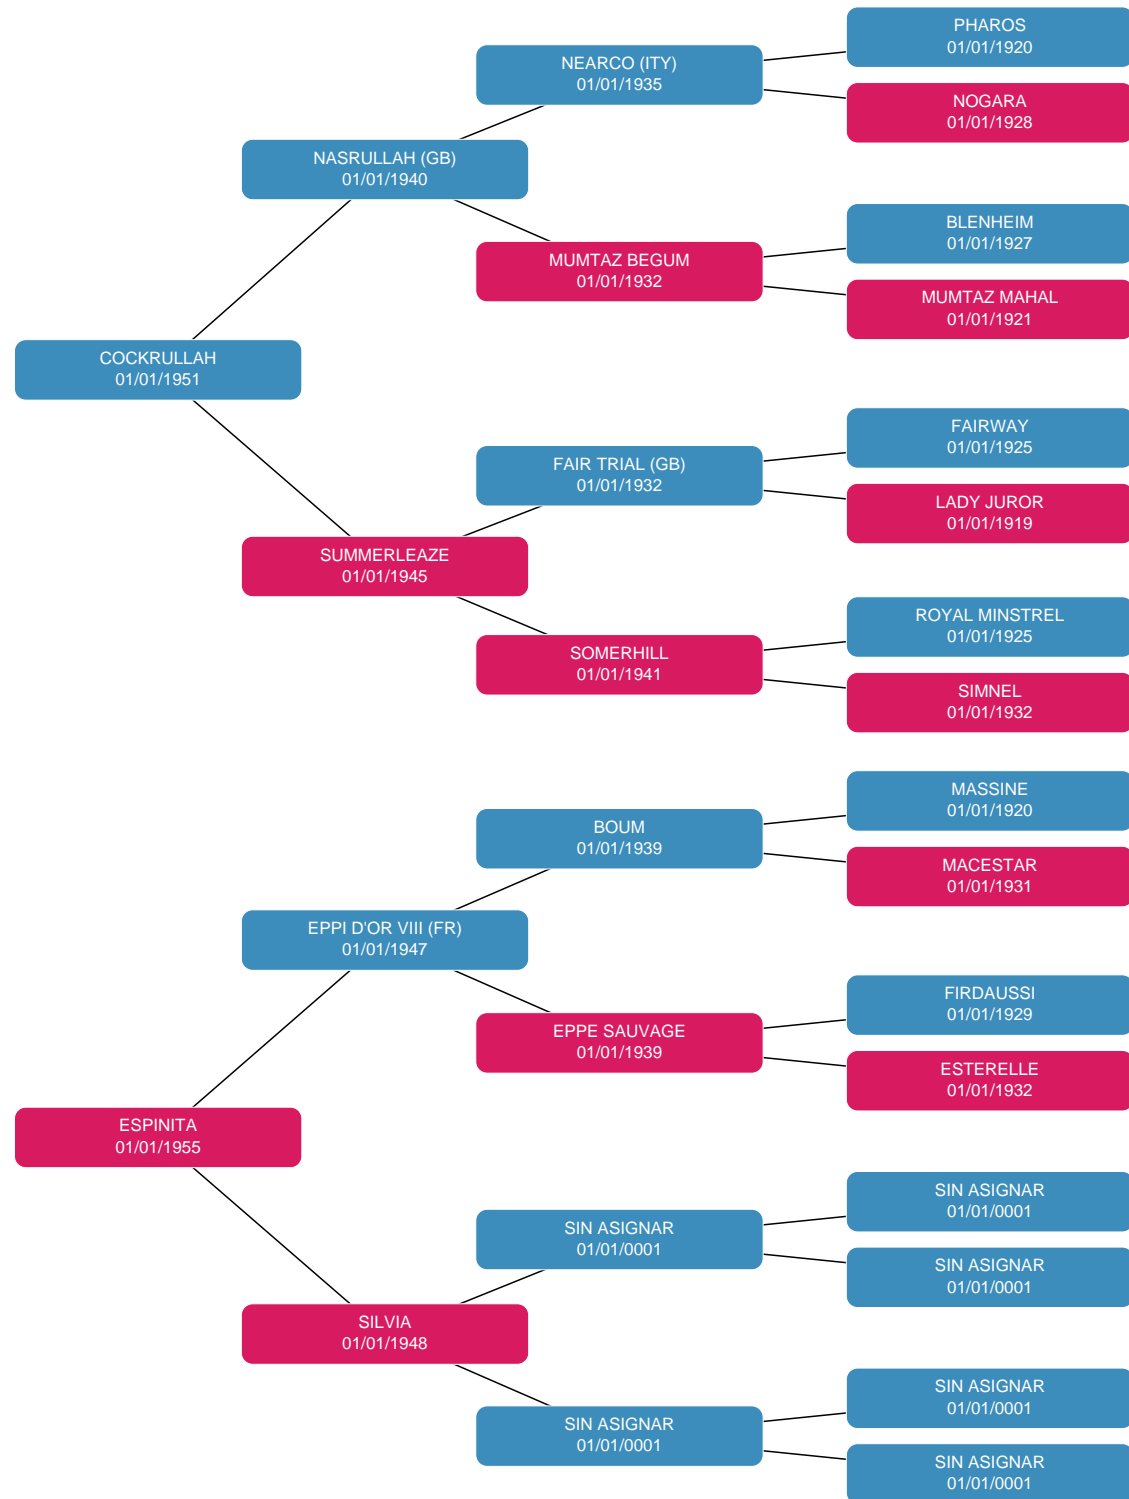 PHAROS
01/01/1920
NEARCO (ITY)
01/01/1935
NOGARA
01/01/1928
NASRULLAH (GB)
01/01/1940
BLENHEIM
01/01/1927
MUMTAZ BEGUM
01/01/1932
MUMTAZ MAHAL
01/01/1921
COCKRULLAH
01/01/1951
FAIRWAY
01/01/1925
FAIR TRIAL (GB)
01/01/1932
LADY JUROR
01/01/1919
SUMMERLEAZE
01/01/1945
ROYAL MINSTREL
01/01/1925
SOMERHILL
01/01/1941
SIMNEL
01/01/1932
MASSINE
01/01/1920
BOUM
01/01/1939
MACESTAR
01/01/1931
EPPI D'OR VIII (FR)
01/01/1947
FIRDAUSSI
01/01/1929
EPPE SAUVAGE
01/01/1939
ESTERELLE
01/01/1932
ESPINITA
01/01/1955
SIN ASIGNAR
01/01/0001
SIN ASIGNAR
01/01/0001
SIN ASIGNAR
01/01/0001
SILVIA
01/01/1948
SIN ASIGNAR
01/01/0001
SIN ASIGNAR
01/01/0001
SIN ASIGNAR
01/01/0001